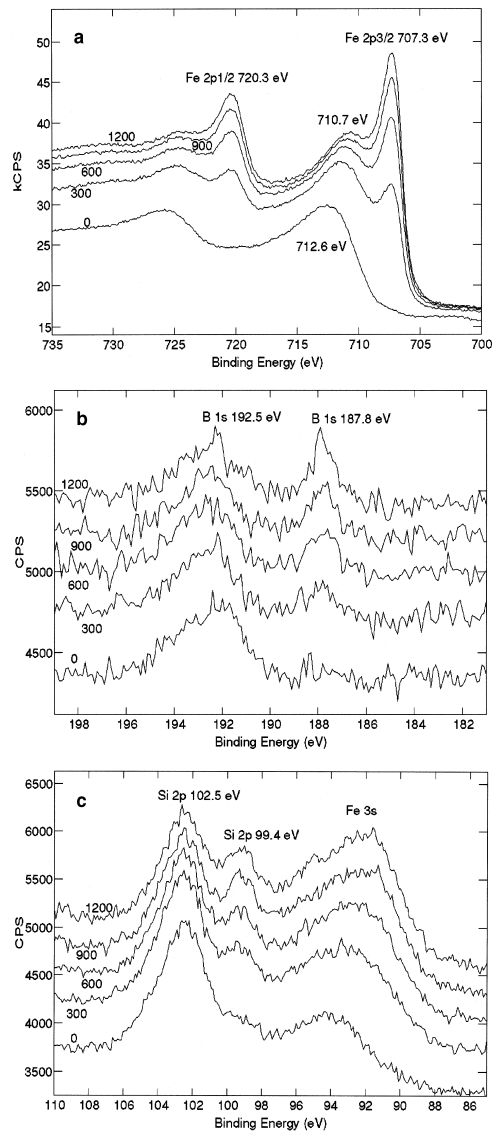 a
Fe 2p3/2 707.3 eV
Fe 2p1/2 720.3 eV
710.7 eV
1200
900
600
300
0
712.6 eV
50
45
40
35
30
25
20
15
kCPS
735 730 725 720 715 710 705 700
Binding Energy (eV)
b
B 1s 192.5 eV B 1s 187.8 eV
1200
900
600
300
0
6000
5500
5000
4500
CPS
198 196 194 192 190 188 186 184 182
Binding Energy (eV)
c
Si 2p 102.5 eV
Si 2p 99.4 eV
Fe 3s
1200
900
600
300
0
6500
6000
5500
5000
4500
4000
3500
CPS
110 108 106 104 102 100 98 96 94 92 90 88 86
Binding Energy (eV)